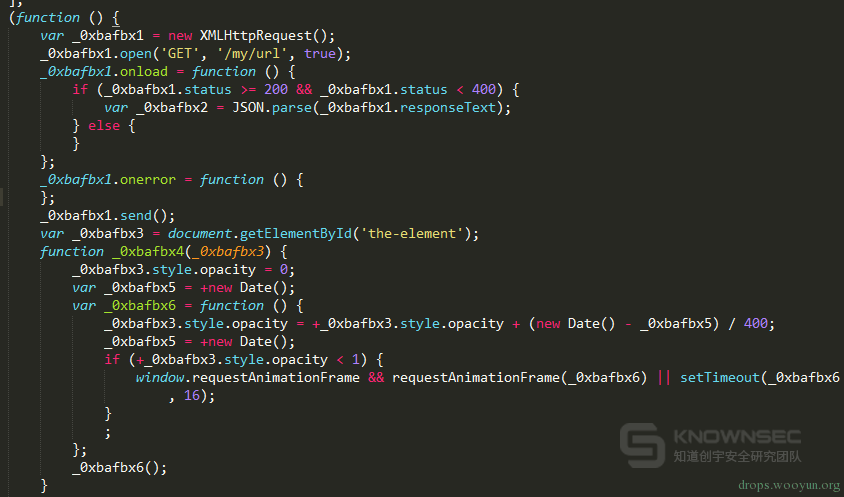 ];
(function () {
var _0xbafbx1 = new XMLHttpRequest();
_0xbafbx1.open('GET', '/my/url', true);
_0xbafbx1.onload = function () {
if (_0xbafbx1.status >= 200 && _0xbafbx1.status < 400) {
var _0xbafbx2 = JSON.parse(_0xbafbx1.responseText);
} else {
}
};
_0xbafbx1.onerror = function () {
};
_0xbafbx1.send();
var _0xbafbx3 = document.getElementById('the-element');
function _0xbafbx4(_0xbafbx3) {
_0xbafbx3.style.opacity = 0;
var _0xbafbx5 = +new Date();
var _0xbafbx6 = function () {
_0xbafbx3.style.opacity = +_0xbafbx3.style.opacity + (new Date() - _0xbafbx5) / 400;
_0xbafbx5 = +new Date();
if (+_0xbafbx3.style.opacity < 1) {
window.requestAnimationFrame && requestAnimationFrame(_0xbafbx6) || setTimeout(_0xbafbx6
, 16);
}
;
};
_0xbafbx6();
}
KNOWNSEC
知道创宇安全研究团队
drops.wooyun.org